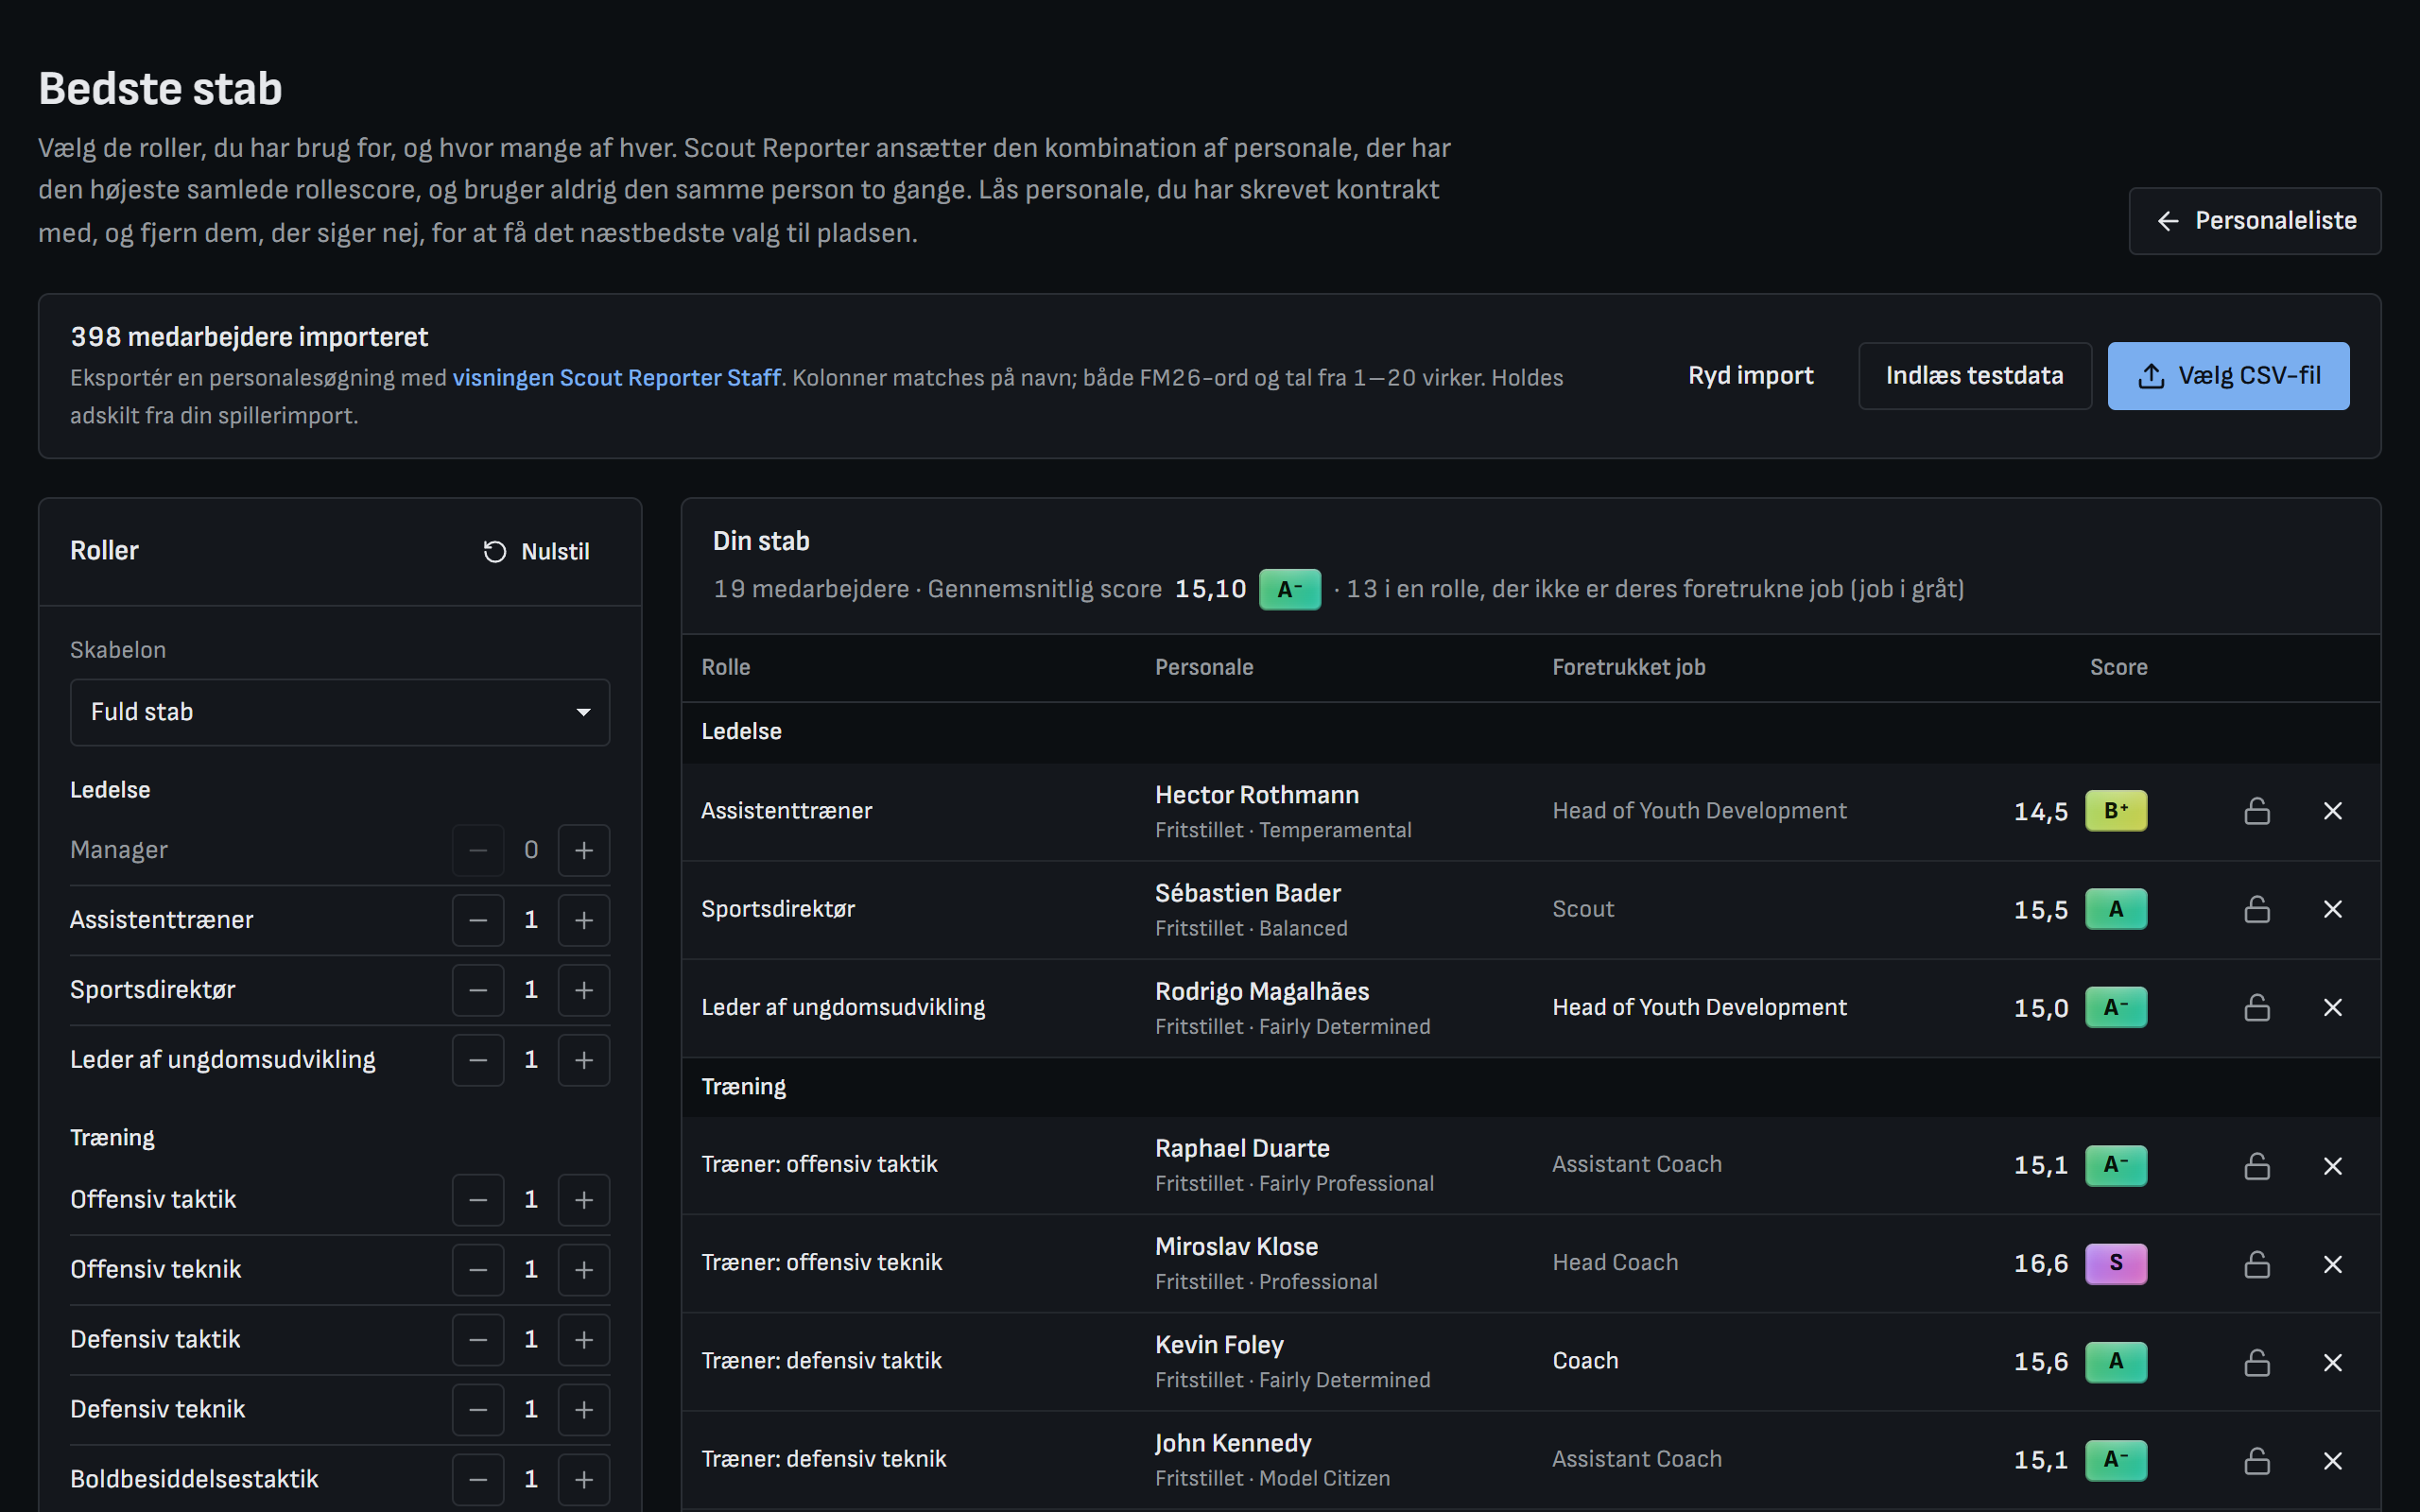 Bedste stab
Vælg de roller, du har brug for, og hvor mange af hver. Scout Reporter ansætter den kombination af personale, der har
den højeste samlede rollescore, og bruger aldrig den samme person to gange. Lås personale, du har skrevet kontrakt
med, og fjern dem, der siger nej, for at få det næstbedste valg til pladsen.
Personaleliste
398 medarbejdere importeret
Eksportér en personalesøgning med visningen Scout Reporter Staff. Kolonner matches på navn; både FM26-ord og tal fra 1–20 virker. Holdes
adskilt fra din spillerimport.
Ryd import
Indlæs testdata
Vælg CSV-fil
Roller
Nulstil
Skabelon
Fuld stab
Ledelse
Manager 0
Assistenttræner 1
Sportsdirektør 1
Leder af ungdomsudvikling 1
Træning
Offensiv taktik 1
Offensiv teknik 1
Defensiv taktik 1
Defensiv teknik 1
Boldbesiddelsestaktik 1
Din stab
19 medarbejdere · Gennemsnitlig score 15,10 A⁻ · 13 i en rolle, der ikke er deres foretrukne job (job i gråt)
Rolle Personale Foretrukket job Score
Ledelse
Assistenttræner Hector Rothmann Head of Youth Development 14,5 B⁺
Fritstillet · Temperamental
Sportsdirektør Sébastien Bader Scout 15,5 A
Fritstillet · Balanced
Leder af ungdomsudvikling Rodrigo Magalhães Head of Youth Development 15,0 A⁻
Fritstillet · Fairly Determined
Træning
Træner: offensiv taktik Raphael Duarte Assistant Coach 15,1 A⁻
Fritstillet · Fairly Professional
Træner: offensiv teknik Miroslav Klose Head Coach 16,6 S
Fritstillet · Professional
Træner: defensiv taktik Kevin Foley Coach 15,6 A
Fritstillet · Fairly Determined
Træner: defensiv teknik John Kennedy Assistant Coach 15,1 A⁻
Fritstillet · Model Citizen